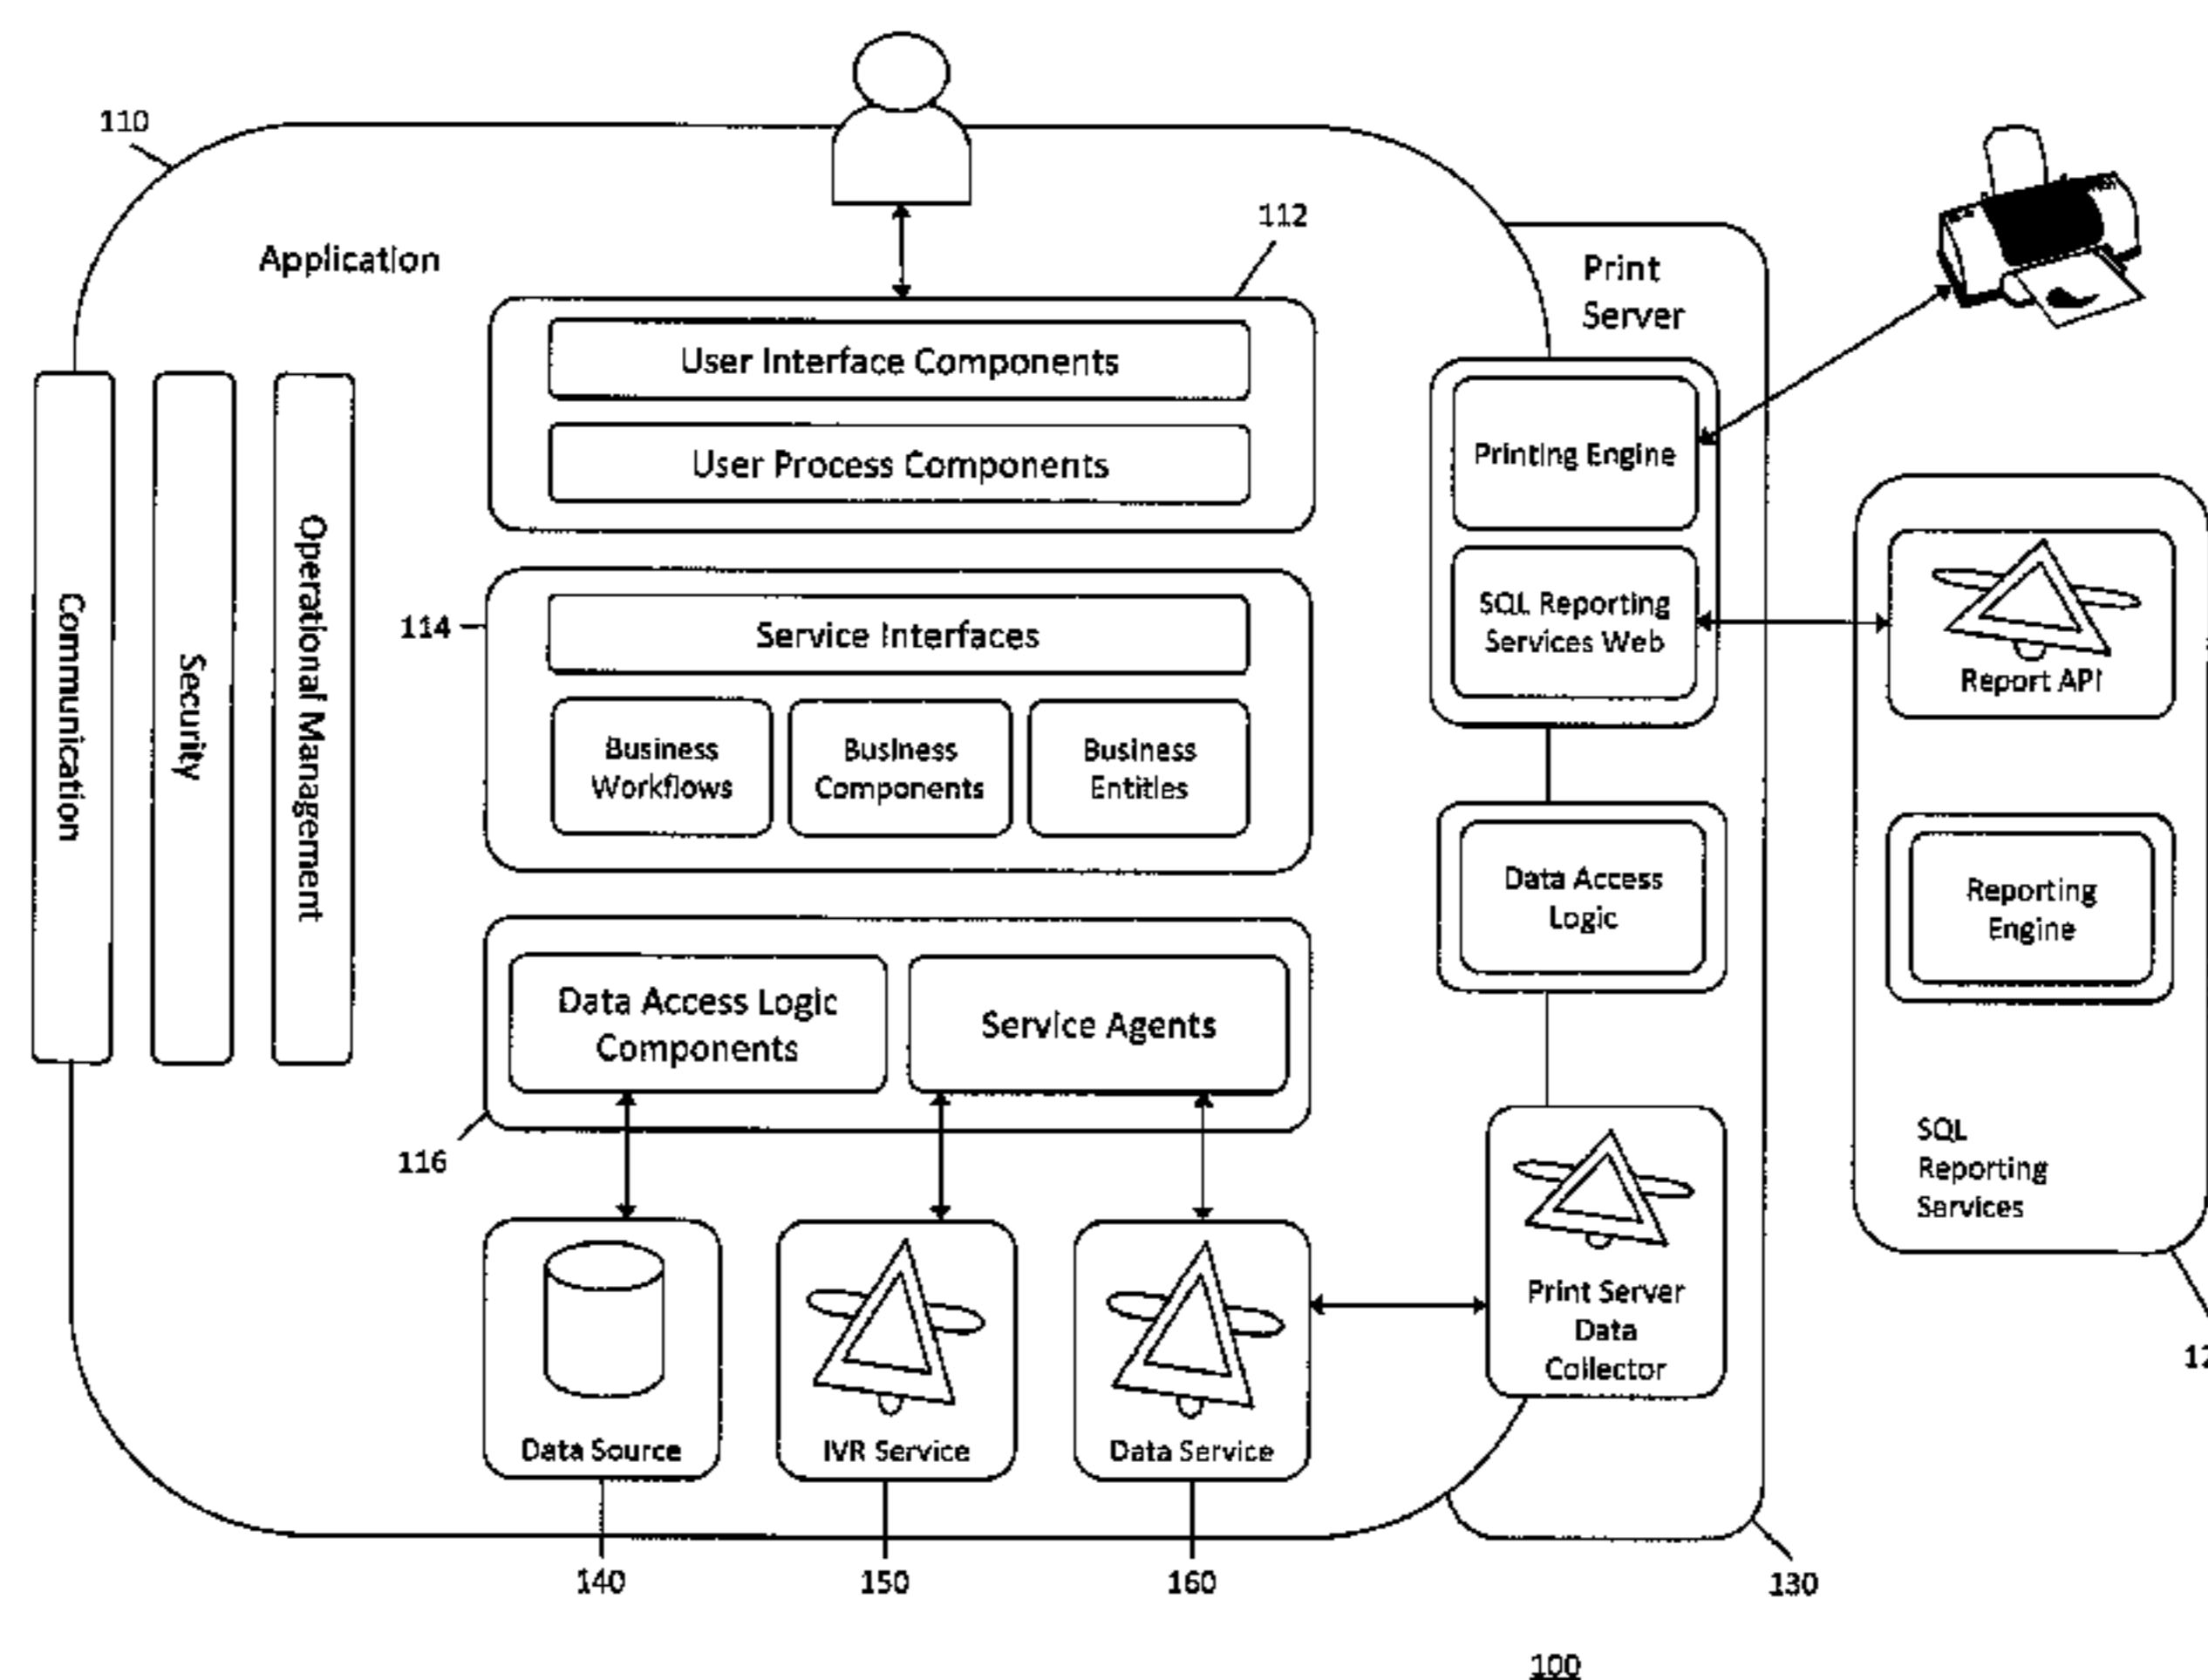 110
Application
112
Print
Server
User Interface Components
User Process Components
Printing Engine
SQL Reporting
Services Web
Report API
Communication
Security
Operational Management
114
Service Interfaces
Business
Workflows
Business
Components
Business
Entitles
Data Access
Logic
Reporting
Engine
Data Access Logic
Components
Service Agents
116
SQL
Reporting
Services
Print Server
Data
Collector
Data Source
IVR Service
Data Service
140
150
160
130
100